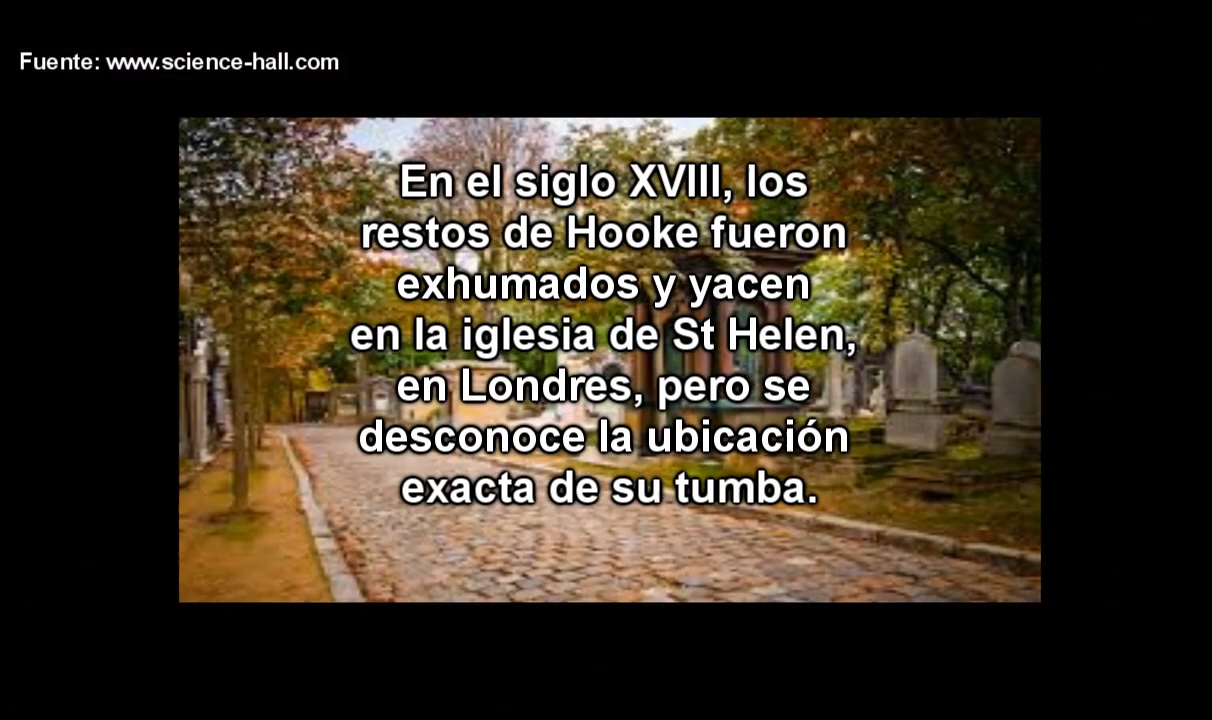 Fuente: www.science-hall.com
En el siglo XVIII, los
restos de Hooke fueron
exhumados y yacen
en la iglesia de St Helen,
en Londres, pero se
desconoce la ubicación
exacta de su tumba.